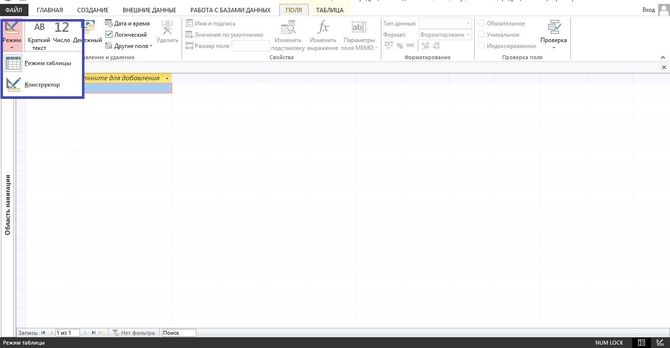 ФАЙЛ ГЛАВНАЯ СОЗДАНИЕ ВНЕШНИЕ ДАННЫЕ РАБОТА С БАЗАМИ ДАННЫХ ПОЛЯ ТАБЛИЦА Вход
Режим
АВ Краткий текст
12 Число
Денежный
Дата и время
Логический
Другие поля
Удалить
Имя и подпись
Значение по умолчанию
Размер поля
Изменить подстановку
fx Изменить выражение
ab Параметры поля MEMO
Тип данных:
Формат: Форматировани
%
Обязательное
Уникальное
Индексированное
Проверка
вление и удаление Свойства Форматирование Проверка поля
Режим таблицы
Конструктор
кните для добавления
Область навигации
Запись: 1 из 1 Нет фильтра Поиск
Режим таблицы NUM LOCK